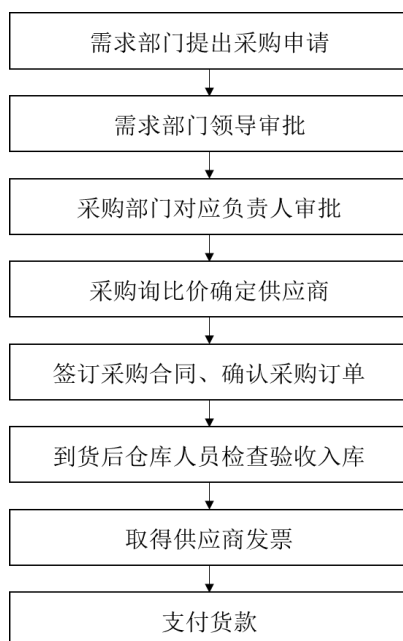 需求部门提出采购申请
需求部门领导审批
采购部门对应负责人审批
采购询比价确定供应商
签订采购合同、确认采购订单
到货后仓库人员检查验收入库
取得供应商发票
支付货款